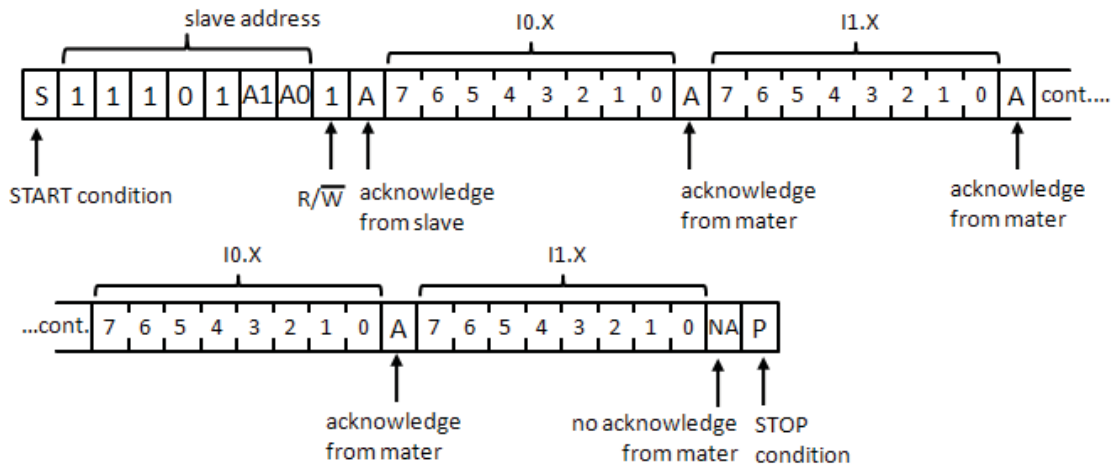 slave address I0.X I1.X
S 1 1 1 0 1 A1 A0 1 A 7 6 5 4 3 2 1 0 A 7 6 5 4 3 2 1 0 A cont....
START condition R/W̅ acknowledge acknowledge acknowledge
from slave from mater from mater
I0.X I1.X
...cont. 7 6 5 4 3 2 1 0 A 7 6 5 4 3 2 1 0 NA P
acknowledge no acknowledge STOP
from mater from mater condition